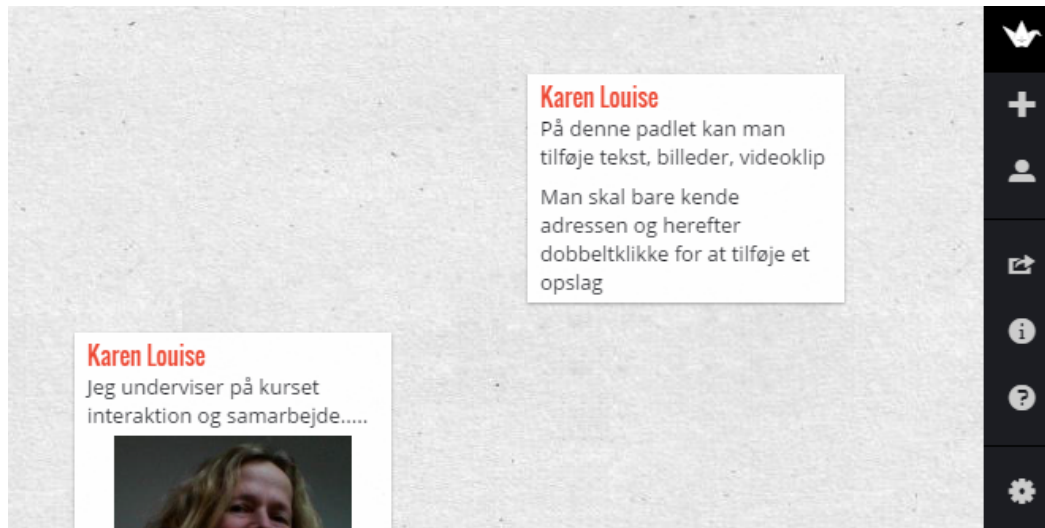 Karen Louise
På denne padlet kan man
tilføje tekst, billeder, videoklip
Man skal bare kende
adressen og herefter
dobbeltklikke for at tilføje et
opslag
Karen Louise
Jeg underviser på kurset
interaktion og samarbejde.....